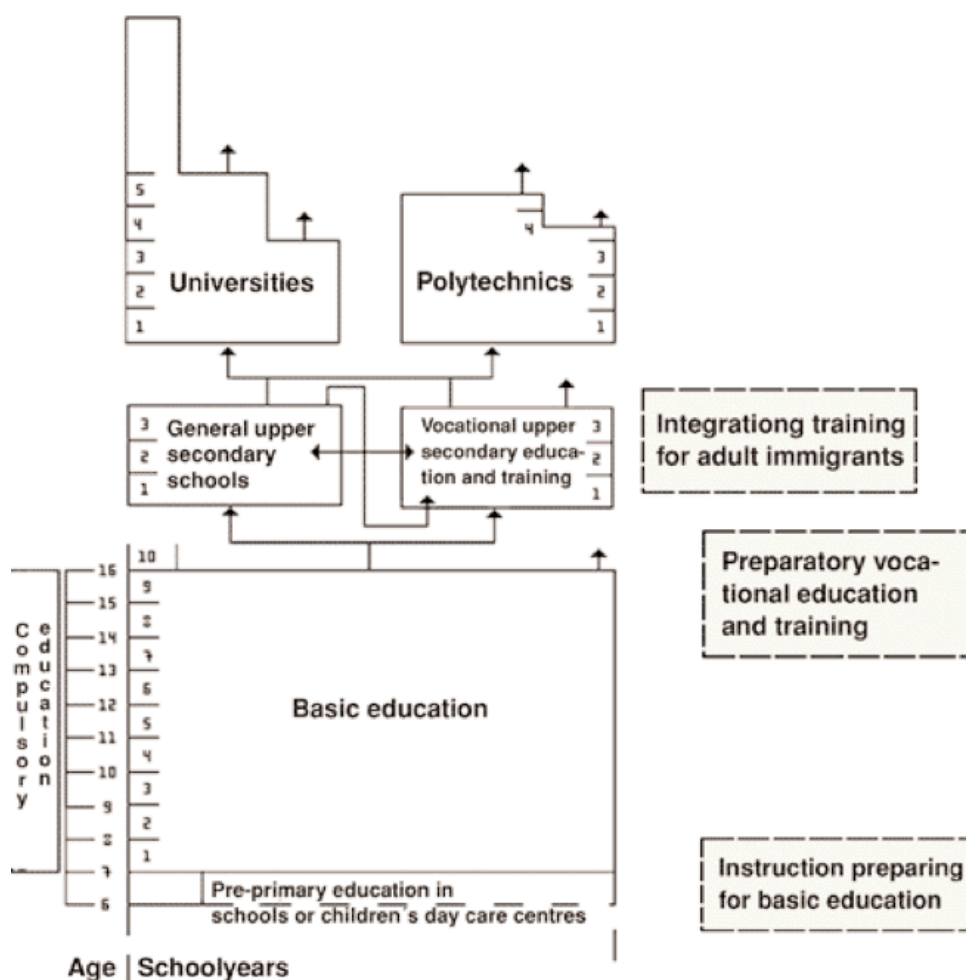 5
4
3
2
1
Universities
4
3
2
1
Polytechnics
3
2
1
General upper
secondary
schools
Vocational upper
secondary educa-
tion and training
3
2
1
Integrationg training
for adult immigrants
Preparatory voca-
tional education
and training
Compulsory
education
16
15
14
13
12
11
10
9
8
7
6
10
9
8
7
6
5
4
3
2
1
Basic education
Pre-primary education in
schools or children's day care centres
Instruction preparing
for basic education
Age | Schoolyears